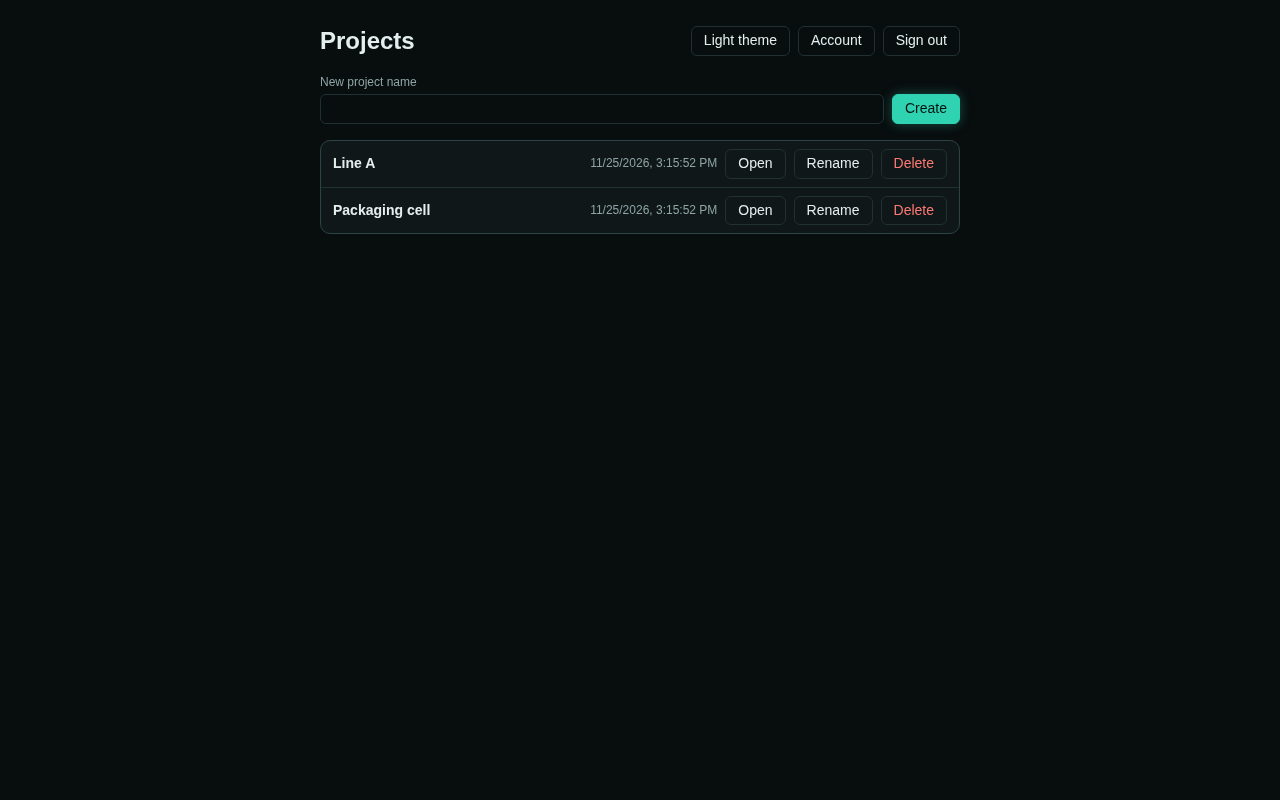 Projects Light theme Account Sign out
New project name
Create
Line A 11/25/2026, 3:15:52 PM Open Rename Delete
Packaging cell 11/25/2026, 3:15:52 PM Open Rename Delete